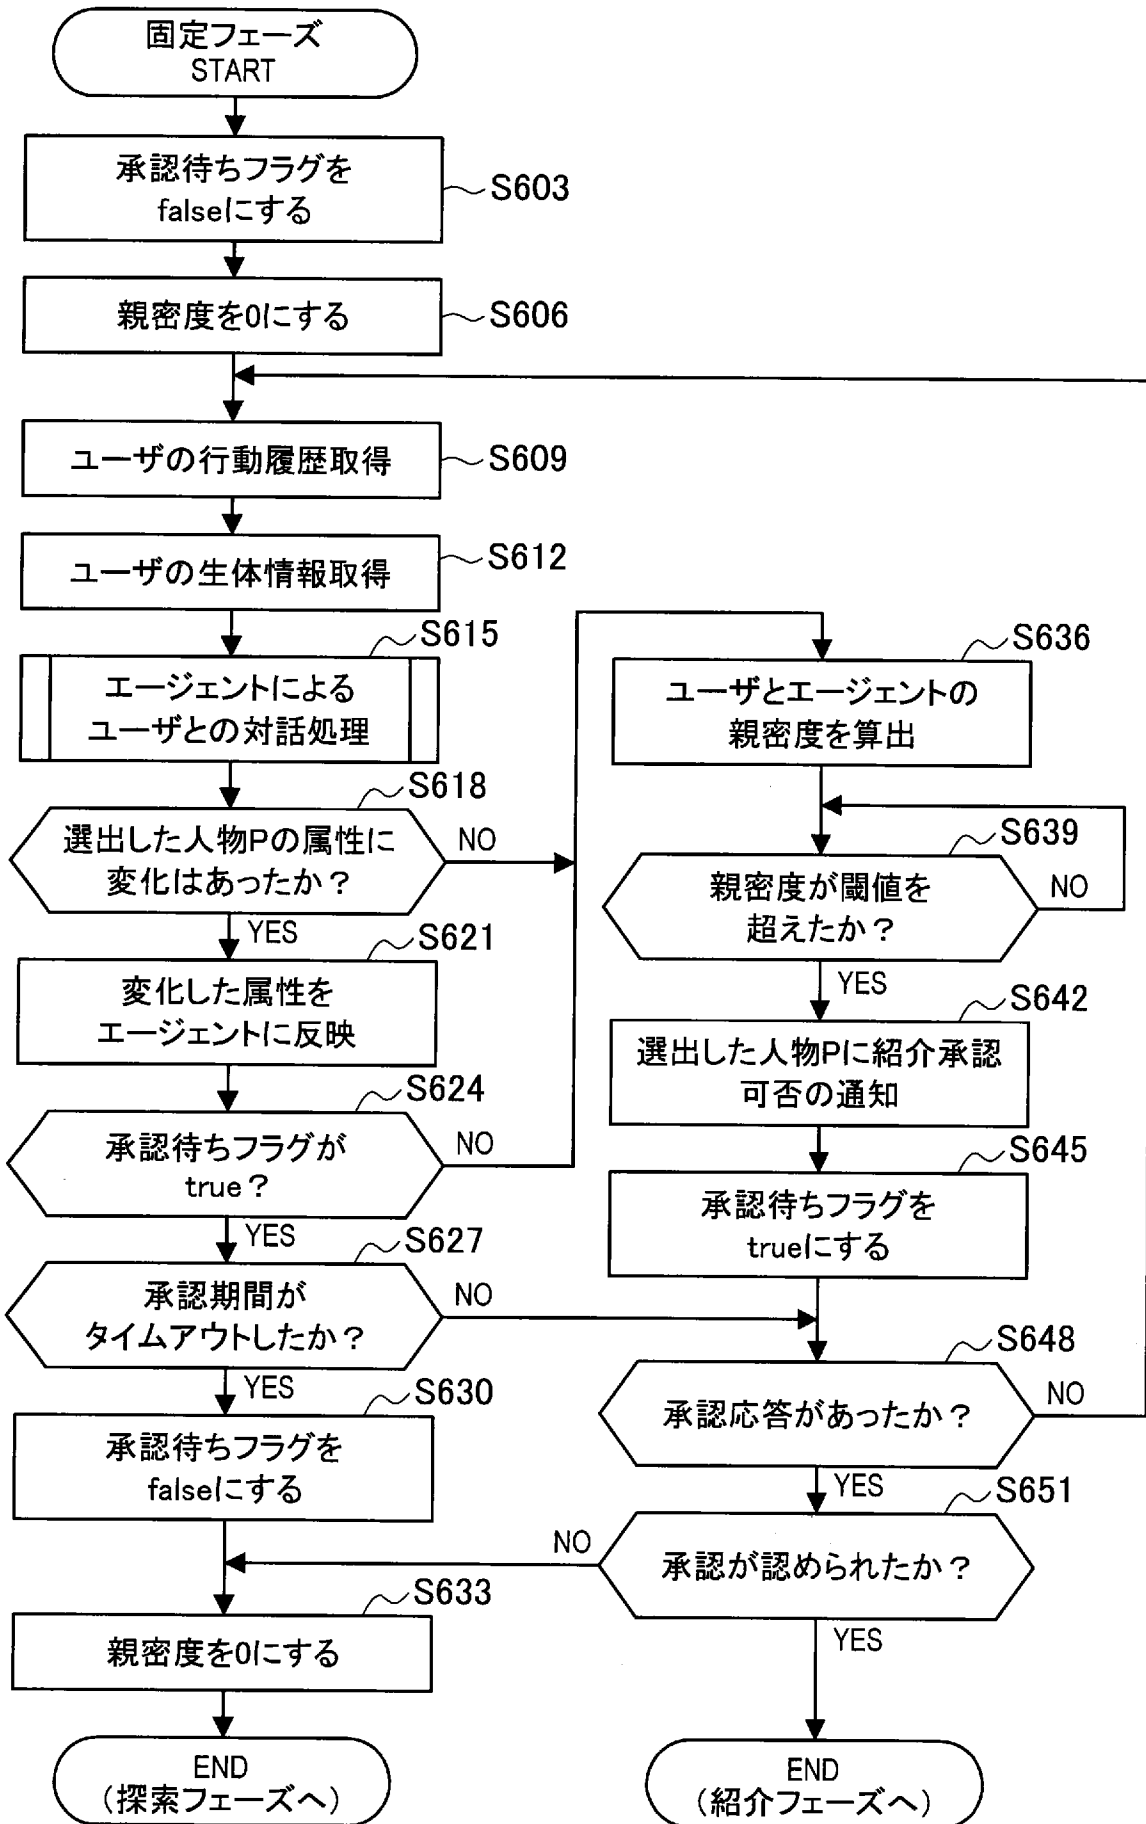 固定フェーズ
START
承認待ちフラグを
falseにする
S603
親密度を0にする
S606
ユーザの行動履歴取得
S609
ユーザの生体情報取得
S612
S615
エージェントによる
ユーザとの対話処理
S618
選出した人物Pの属性に
変化はあったか？
NO
YES
S621
変化した属性を
エージェントに反映
S624
承認待ちフラグが
true？
NO
YES
S627
承認期間が
タイムアウトしたか？
NO
YES
S630
承認待ちフラグを
falseにする
S633
親密度を0にする
END
（探索フェーズへ）
S636
ユーザとエージェントの
親密度を算出
S639
親密度が閾値を
超えたか？
NO
YES
S642
選出した人物Pに紹介承認
可否の通知
S645
承認待ちフラグを
trueにする
S648
承認応答があったか？
NO
YES
S651
承認が認められたか？
NO
YES
END
（紹介フェーズへ）